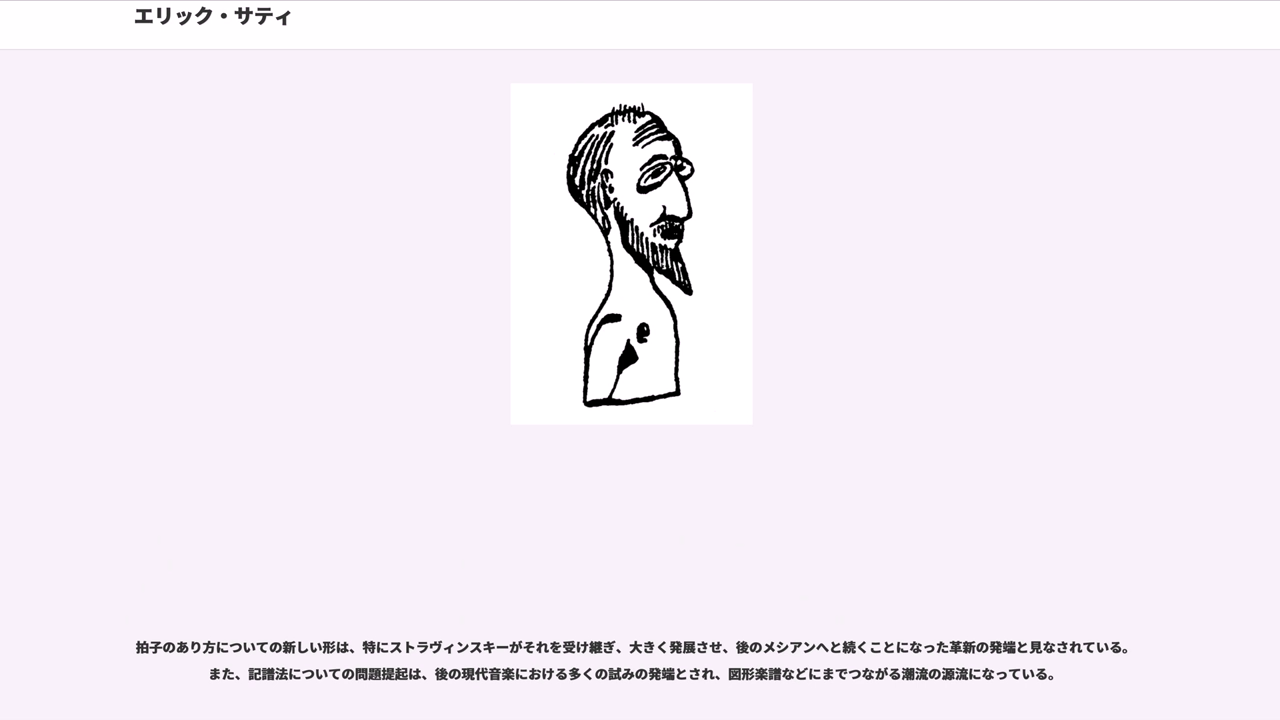 エリック・サティ
拍子のあり方についての新しい形は、特にストラヴィンスキーがそれを受け継ぎ、大きく発展させ、後のメシアンへと続くことになった革新の発端と見なされている。
また、記譜法についての問題提起は、後の現代音楽における多くの試みの発端とされ、図形楽譜などにまでつながる潮流の源流になっている。